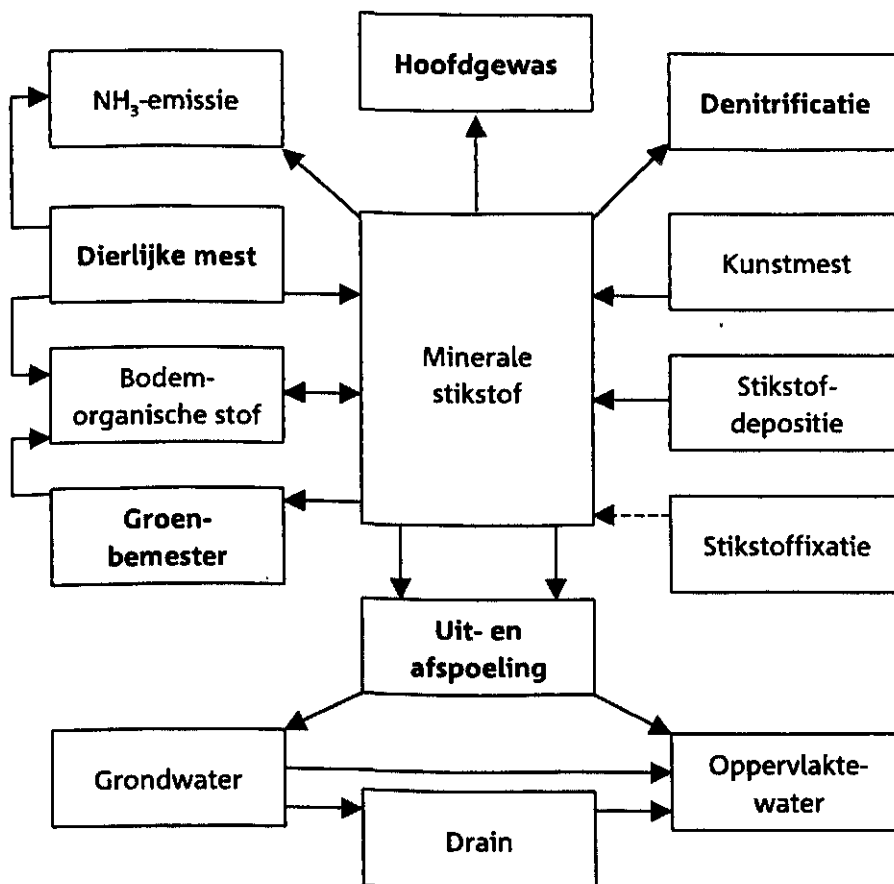 Hoofdgewas
NH₃-emissie
Denitrificatie
Dierlijke mest
Kunstmest
Minerale
stikstof
Bodem-
organische stof
Stikstof-
depositie
Groen-
bemester
Stikstoffixatie
Uit- en
afspoeling
Grondwater
Oppervlakte-
water
Drain